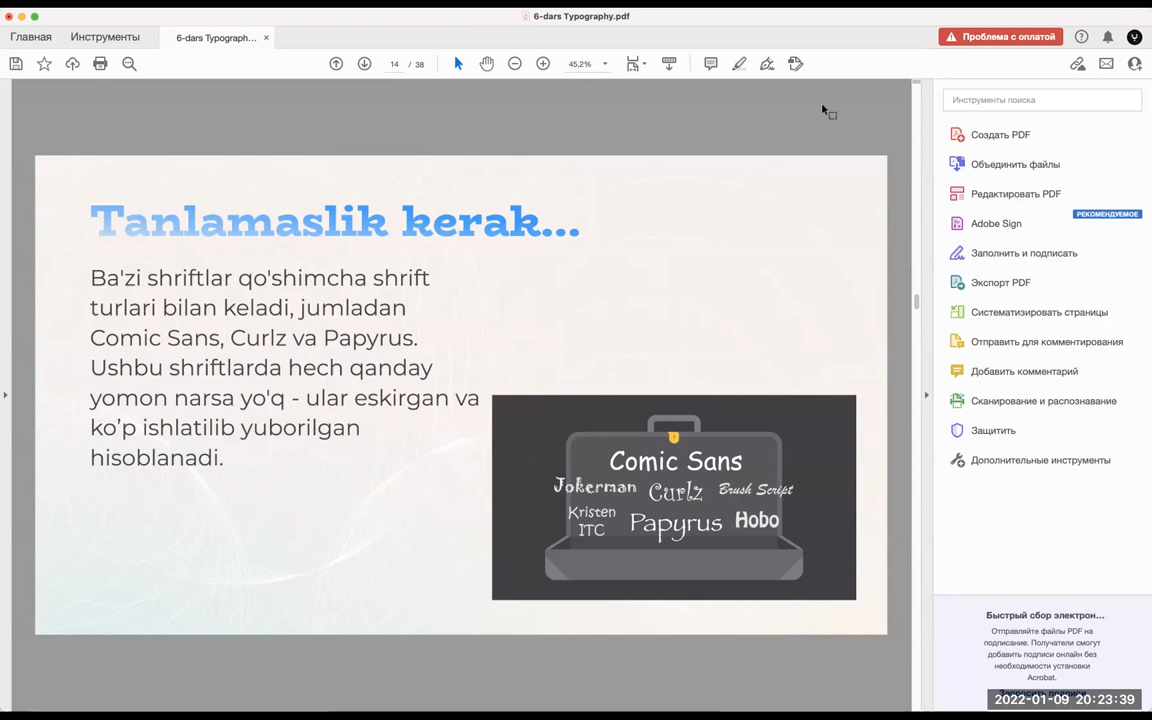 6-dars Typography.pdf
Главная Инструменты 6-dars Typograph... × Проблема с оплатой
14 / 38 45,2%
Инструменты поиска
Создать PDF
Объединить файлы
Редактировать PDF
РЕКОМЕНДУЕМОЕ
Adobe Sign
Заполнить и подписать
Экспорт PDF
Систематизировать страницы
Отправить для комментирования
Добавить комментарий
Сканирование и распознавание
Защитить
Дополнительные инструменты
Tanlamaslik kerak...
Ba'zi shriftlar qo'shimcha shrift
turlari bilan keladi, jumladan
Comic Sans, Curlz va Papyrus.
Ushbu shriftlarda hech qanday
yomon narsa yo'q - ular eskirgan va
ko’p ishlatilib yuborilgan
hisoblanadi.
Comic Sans
Jokerman Curlz Brush Script
Kristen
ITC Papyrus Hobo
Быстрый сбор электрон...
Отправляйте файлы PDF на
подписание. Получатели смогут
добавить подписи онлайн без
необходимости установки
Acrobat.
2022-01-09 20:23:39